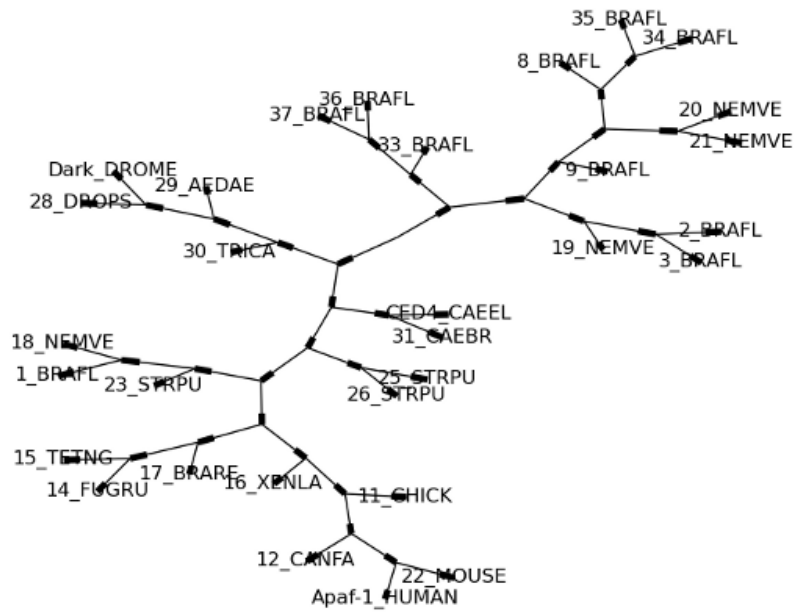 35_BRAFL
34_BRAFL
8_BRAFL
36_BRAFL
37_BRAFL
20_NEMVE
21_NEMVE
33_BRAFL
9_BRAFL
Dark_DROME
29_AEDAE
28_DROPS
30_TRICA
2_BRAFL
19_NEMVE
3_BRAFL
CED4_CAEEL
31_CAEBR
18_NEMVE
1_BRAFL
23_STRPU
25_STRPU
26_STRPU
15_TETNG
14_FUGRU
17_BRARE
16_XENLA
11_CHICK
12_CANFA
22_MOUSE
Apaf-1_HUMAN